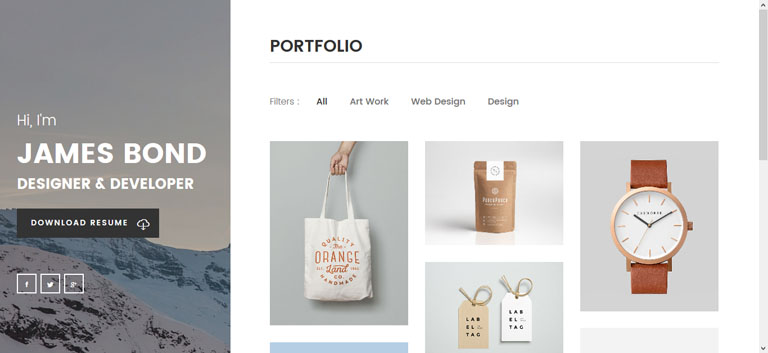 Hi, I'm
JAMES BOND
DESIGNER & DEVELOPER
DOWNLOAD RESUME
f
g+
PORTFOLIO
Filters :
All
Art Work
Web Design
Design
QUALITY
The
ORANGE
Land
CO.
HANDMADE
LAB
EL
TAG
LAB
EL
TAG